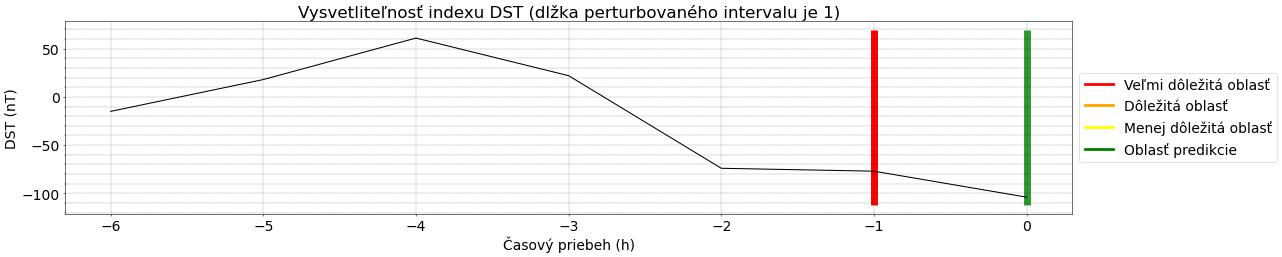 Vysvetliteľnosť indexu DST (dlžka perturbovaného intervalu je 1)
DST (nT)
50
0
−50
−100
−6 −5 −4 −3 −2 −1 0
Časový priebeh (h)
Veľmi dôležitá oblasť
Dôležitá oblasť
Menej dôležitá oblasť
Oblasť predikcie